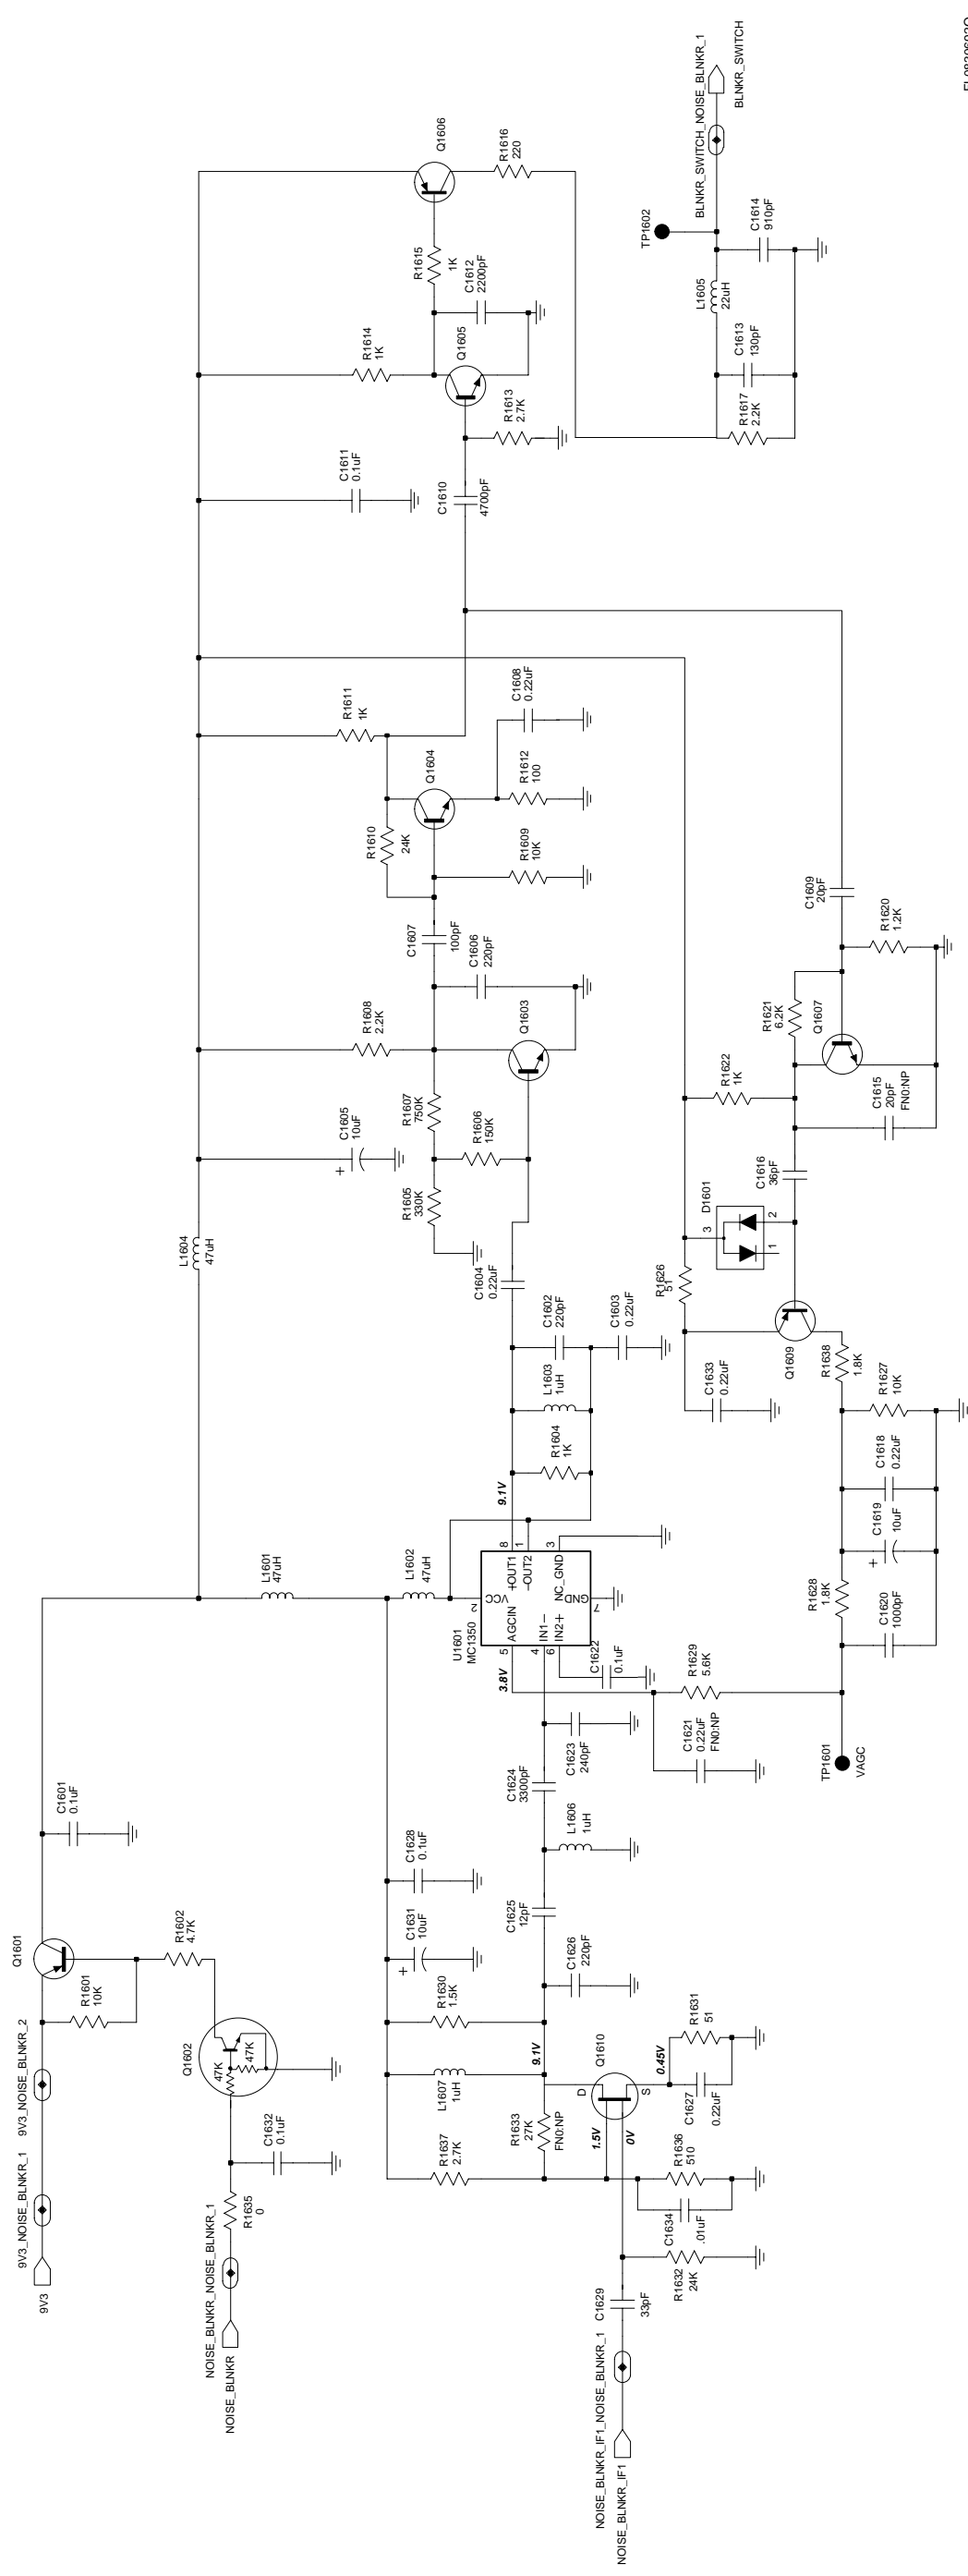 9V3
9V3_NOISE_BLNKR_1
9V3_NOISE_BLNKR_2
R1601
10K
Q1601
R1602
4.7K
C1601
0.1uF
NOISE_BLNKR
NOISE_BLNKR_NOISE_BLNKR_1
R1635
0
C1632
0.1uF
Q1602
47K
47K
L1601
47uH
L1602
47uH
L1604
47uH
C1605
10uF
+
R1608
2.2K
R1611
1K
C1611
0.1uF
R1614
1K
R1615
1K
Q1606
R1616
220
C1612
2200pF
Q1605
R1613
2.7K
C1610
4700pF
R1637
2.7K
L1607
1uH
R1630
1.5K
C1631
10uF
+
C1628
0.1uF
R1633
27K
FN0:NP
9.1V
C1626
220pF
C1625
12pF
L1606
1uH
C1624
3300pF
C1623
240pF
Q1610
D
S
1.5V
0V
0.45V
R1631
51
C1627
0.22uF
R1636
510
C1634
.01uF
R1632
24K
C1629
33pF
NOISE_BLNKR_IF1_NOISE_BLNKR_1
NOISE_BLNKR_IF1
U1601
MC1350
3.8V
5
AGCIN
4
IN1-
6
IN2+
2
VCC
+OUT1
8
-OUT2
1
NC_GND
3
GND
7
9.1V
C1622
0.1uF
C1621
0.22uF
FN0:NP
R1629
5.6K
R1604
1K
L1603
1uH
C1602
220pF
C1603
0.22uF
C1604
0.22uF
R1605
330K
R1607
750K
R1606
150K
Q1603
C1606
220pF
C1607
100pF
R1610
24K
Q1604
R1609
10K
R1612
100
C1608
0.22uF
TP1601
VAGC
R1628
1.8K
C1620
1000pF
C1619
10uF
+
C1618
0.22uF
R1627
10K
R1638
1.8K
Q1609
C1633
0.22uF
R1626
51
D1601
3
1
2
C1616
36pF
R1622
1K
C1615
20pF
FN0:NP
Q1607
R1621
6.2K
R1620
1.2K
C1609
20pF
R1617
2.2K
C1613
130pF
L1605
22uH
C1614
910pF
TP1602
BLNKR_SWITCH_NOISE_BLNKR_1
BLNKR_SWITCH